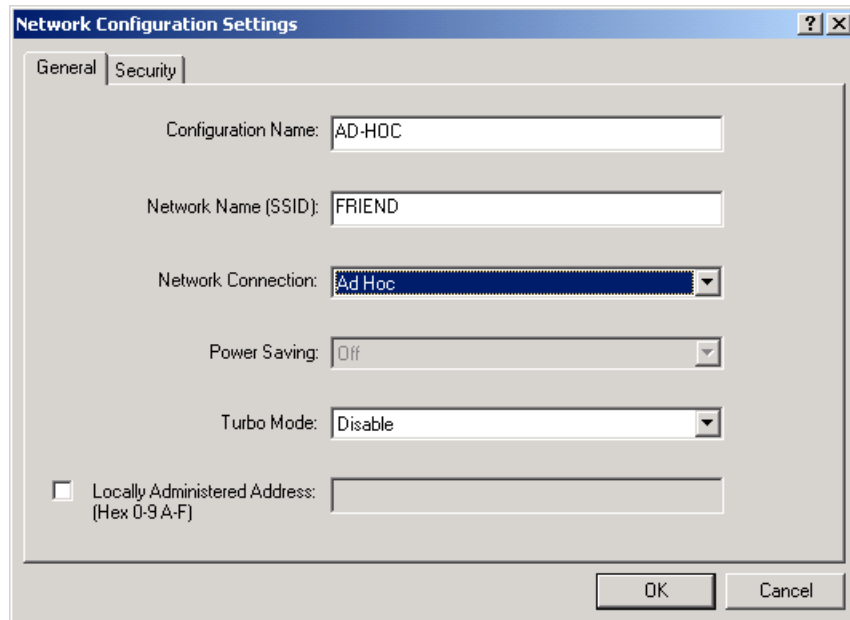 Network Configuration Settings
General
Security
Configuration Name: AD-HOC
Network Name (SSID): FRIEND
Network Connection: Ad Hoc
Power Saving: Off
Turbo Mode: Disable
Locally Administered Address:
(Hex 0-9 A-F)
OK
Cancel